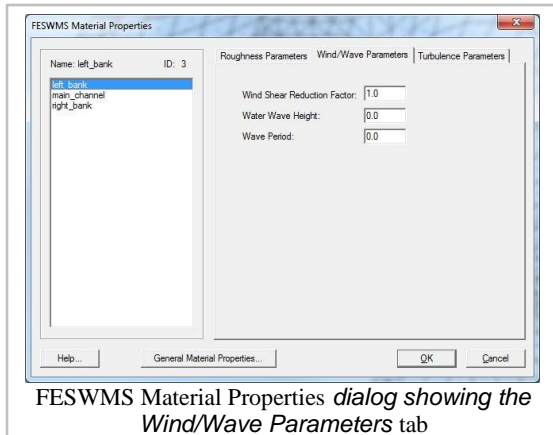 FESWMS Material Properties
Name: left_bank ID: 3
left_bank
main_channel
right_bank
Roughness Parameters Wind/Wave Parameters Turbulence Parameters
Wind Shear Reduction Factor: 1.0
Water Wave Height: 0.0
Wave Period: 0.0
Help... General Material Properties... OK Cancel
FESWMS Material Properties dialog showing the
Wind/Wave Parameters tab